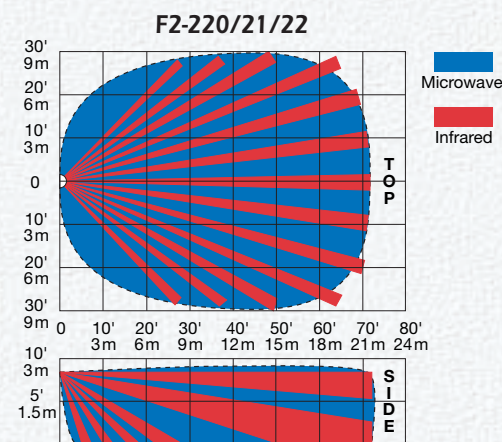 F2-220/21/22
30'
9m
20'
6m
10'
3m
0
10'
3m
20'
6m
30'
9m
Microwave
Infrared
TOP
0 10' 20' 30' 40' 50' 60' 70' 80'
3m 6m 9m 12m 15m 18m 21m 24m
10'
3m
5'
1.5m
SIDE